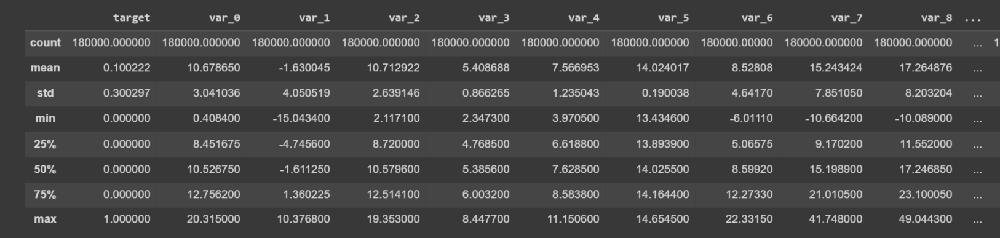 target var_0 var_1 var_2 var_3 var_4 var_5 var_6 var_7 var_8 ...
count 180000.000000 180000.000000 180000.000000 180000.000000 180000.000000 180000.000000 180000.000000 180000.00000 180000.000000 180000.000000 ... 1
mean 0.100222 10.678650 -1.630045 10.712922 5.408688 7.566953 14.024017 8.52808 15.243424 17.264876 ...
std 0.300297 3.041036 4.050519 2.639146 0.866265 1.235043 0.190038 4.64170 7.851050 8.203204 ...
min 0.000000 0.408400 -15.043400 2.117100 2.347300 3.970500 13.434600 -6.01110 -10.664200 -10.089000 ...
25% 0.000000 8.451675 -4.745600 8.720000 4.768500 6.618800 13.893900 5.06575 9.170200 11.552000 ...
50% 0.000000 10.526750 -1.611250 10.579600 5.385600 7.628500 14.025500 8.59920 15.198900 17.246850 ...
75% 0.000000 12.756200 1.360225 12.514100 6.003200 8.583800 14.164400 12.27330 21.010500 23.100050 ...
max 1.000000 20.315000 10.376800 19.353000 8.447700 11.150600 14.654500 22.33150 41.748000 49.044300 ...